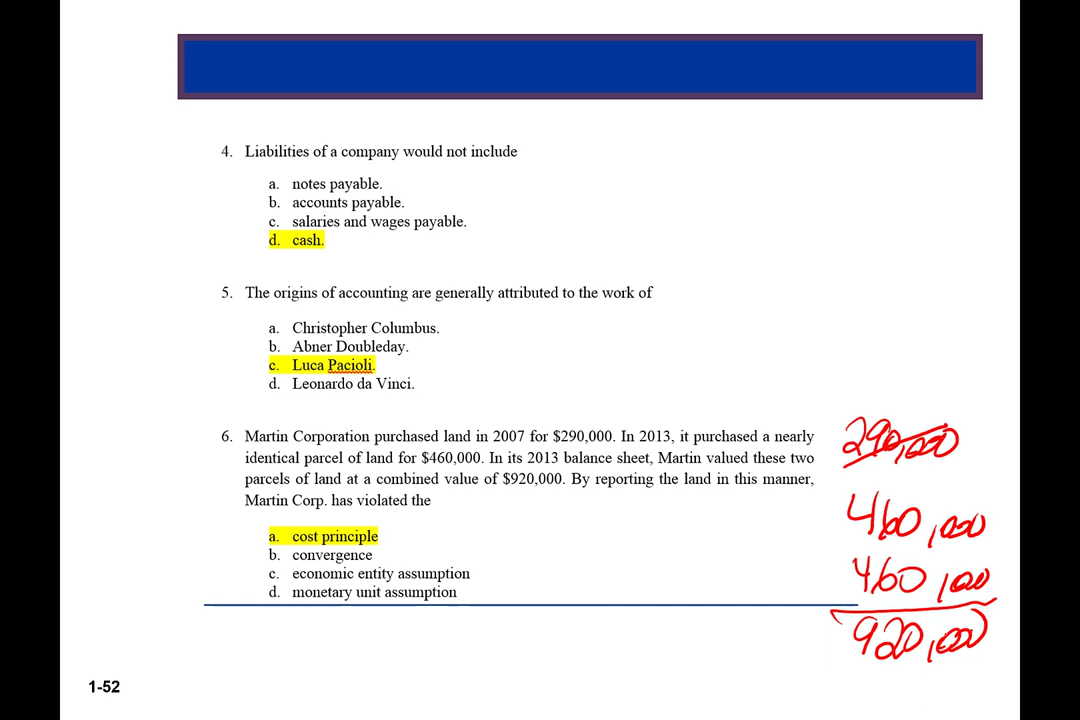 4. Liabilities of a company would not include
a. notes payable.
b. accounts payable.
c. salaries and wages payable.
d. cash.
5. The origins of accounting are generally attributed to the work of
a. Christopher Columbus.
b. Abner Doubleday.
c. Luca Pacioli.
d. Leonardo da Vinci.
6. Martin Corporation purchased land in 2007 for $290,000. In 2013, it purchased a nearly
identical parcel of land for $460,000. In its 2013 balance sheet, Martin valued these two
parcels of land at a combined value of $920,000. By reporting the land in this manner,
Martin Corp. has violated the
a. cost principle
b. convergence
c. economic entity assumption
d. monetary unit assumption
290,000
460,000
460,000
920,000
1-52